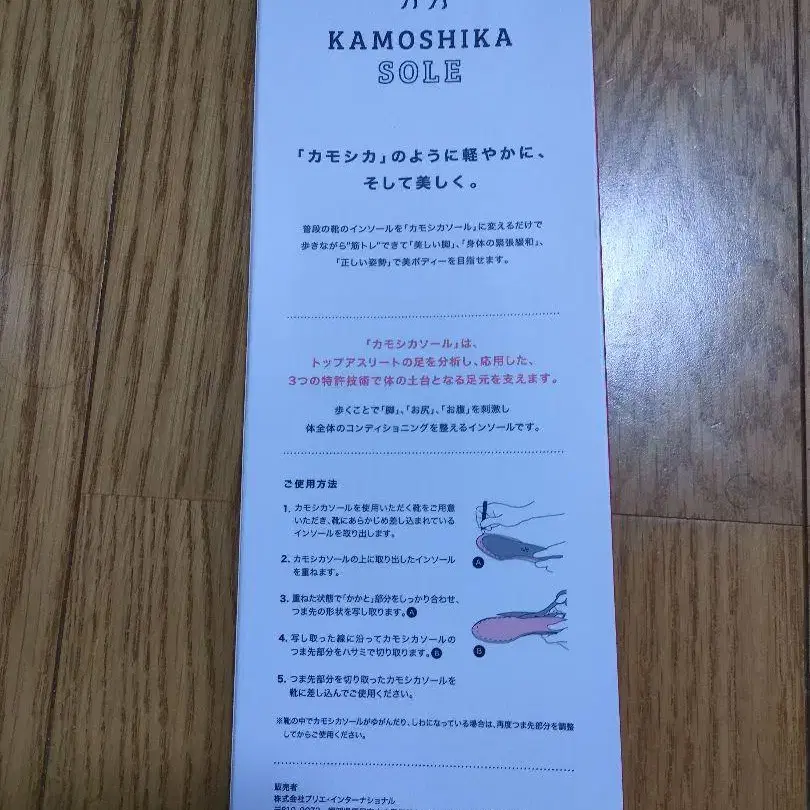 KAMOSHIKA
SOLE
「カモシカ」のように軽やかに、
そして美しく。
普段の靴のインソールを「カモシカソール」に変えるだけで
歩きながら"筋トレ"できて「美しい脚」、「身体の緊張緩和」、
「正しい姿勢」で美ボディーを目指せます。
「カモシカソール」は、
トップアスリートの足を分析し、応用した、
3つの特許技術で体の土台となる足元を支えます。
歩くことで「脚」、「お尻」、「お腹」を刺激し
体全体のコンディショニングを整えるインソールです。
ご使用方法
1. カモシカソールを使用いただく靴をご用意
いただき、靴にあらかじめ差し込まれている
インソールを取り出します。
2. カモシカソールの上に取り出したインソール
を重ねます。
A
3. 重ねた状態で「かかと」部分をしっかり合わせ、
つま先の形状を写し取ります。A
4. 写し取った線に沿ってカモシカソールの
つま先部分をハサミで切り取ります。B
B
5. つま先部分を切り取ったカモシカソールを
靴に差し込んでご使用ください。
※靴の中でカモシカソールがゆがんだり、しわになっている場合は、再度つま先部分を調整
してからご使用ください。
販売者
株式会社プリエ・インターナショナル